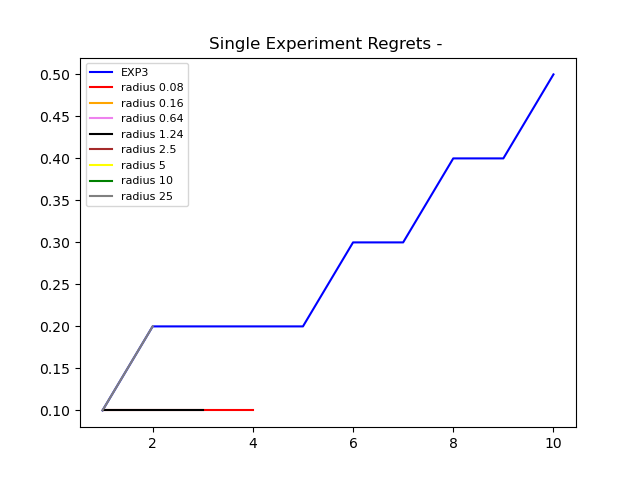 Single Experiment Regrets -
0.50
0.45
0.40
0.35
0.30
0.25
0.20
0.15
0.10
EXP3
radius 0.08
radius 0.16
radius 0.64
radius 1.24
radius 2.5
radius 5
radius 10
radius 25
2
4
6
8
10